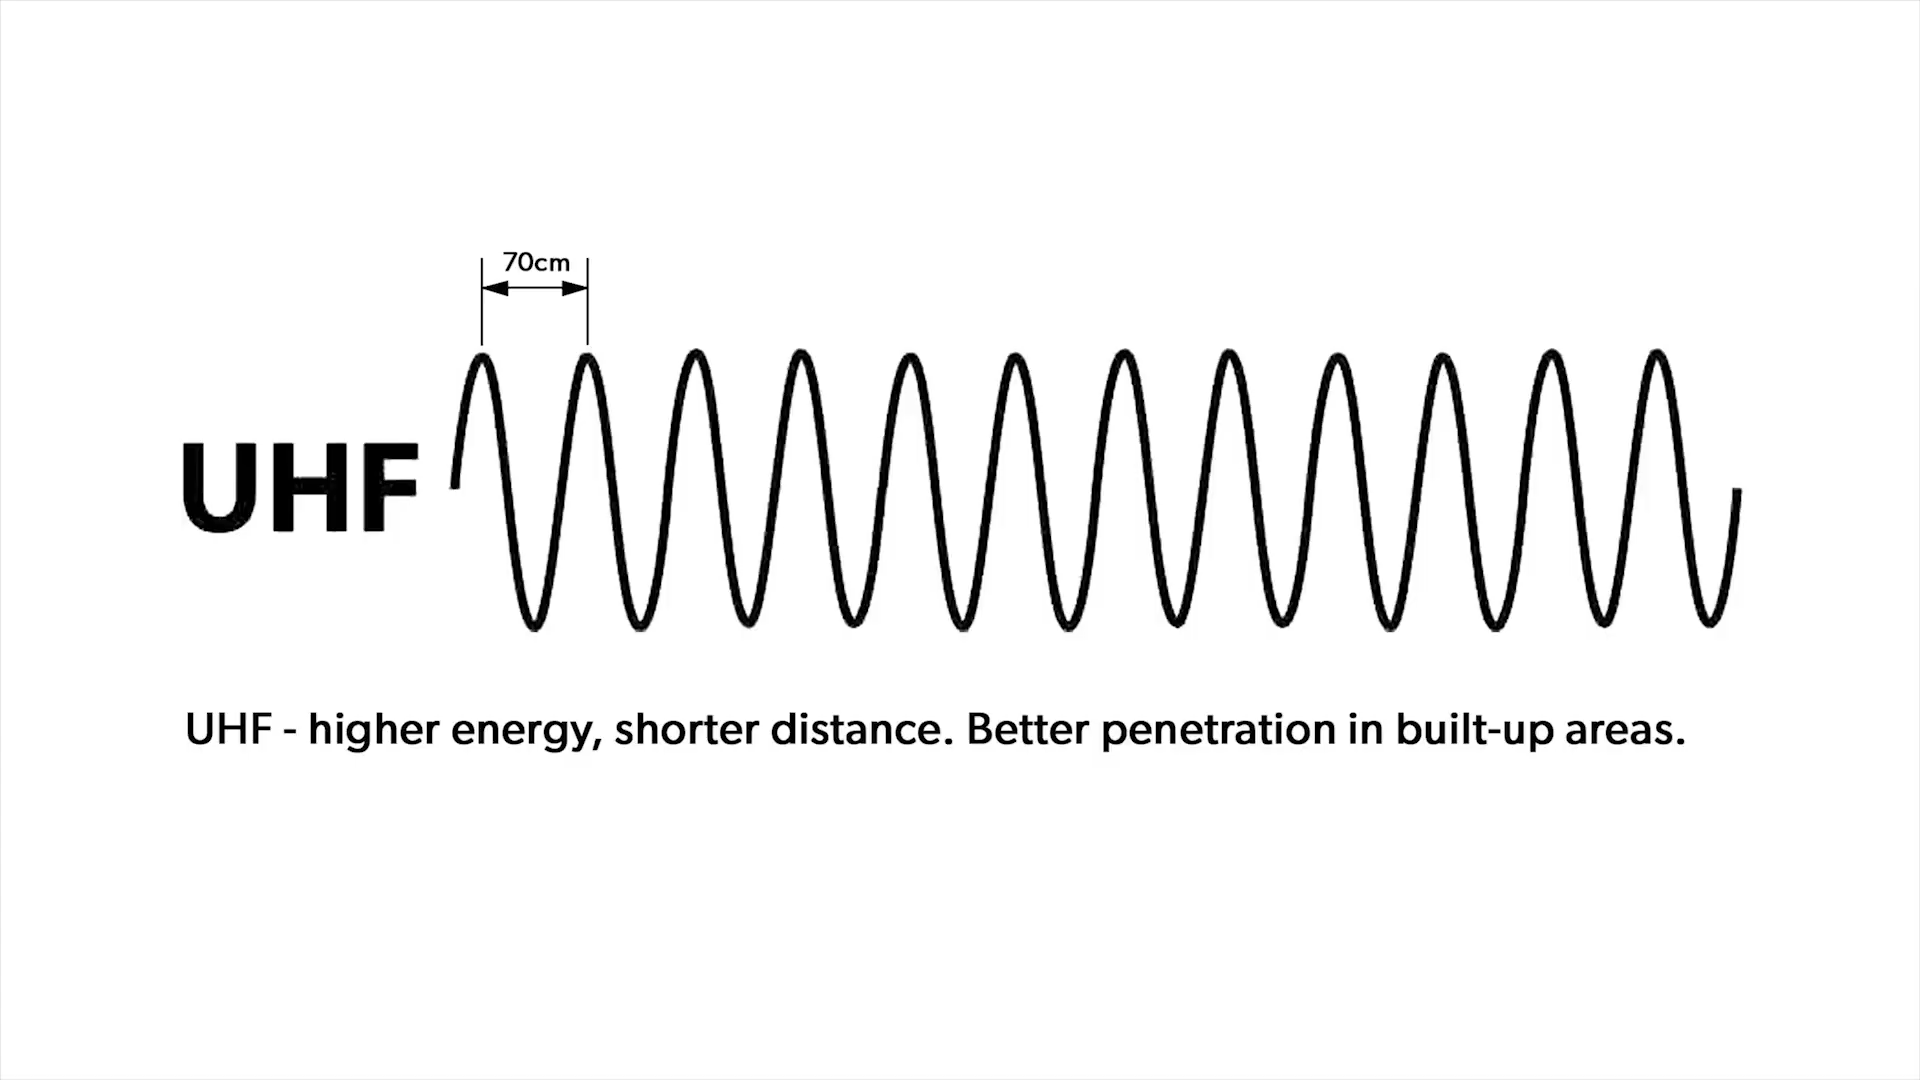 70cm
UHF
UHF - higher energy, shorter distance. Better penetration in built-up areas.